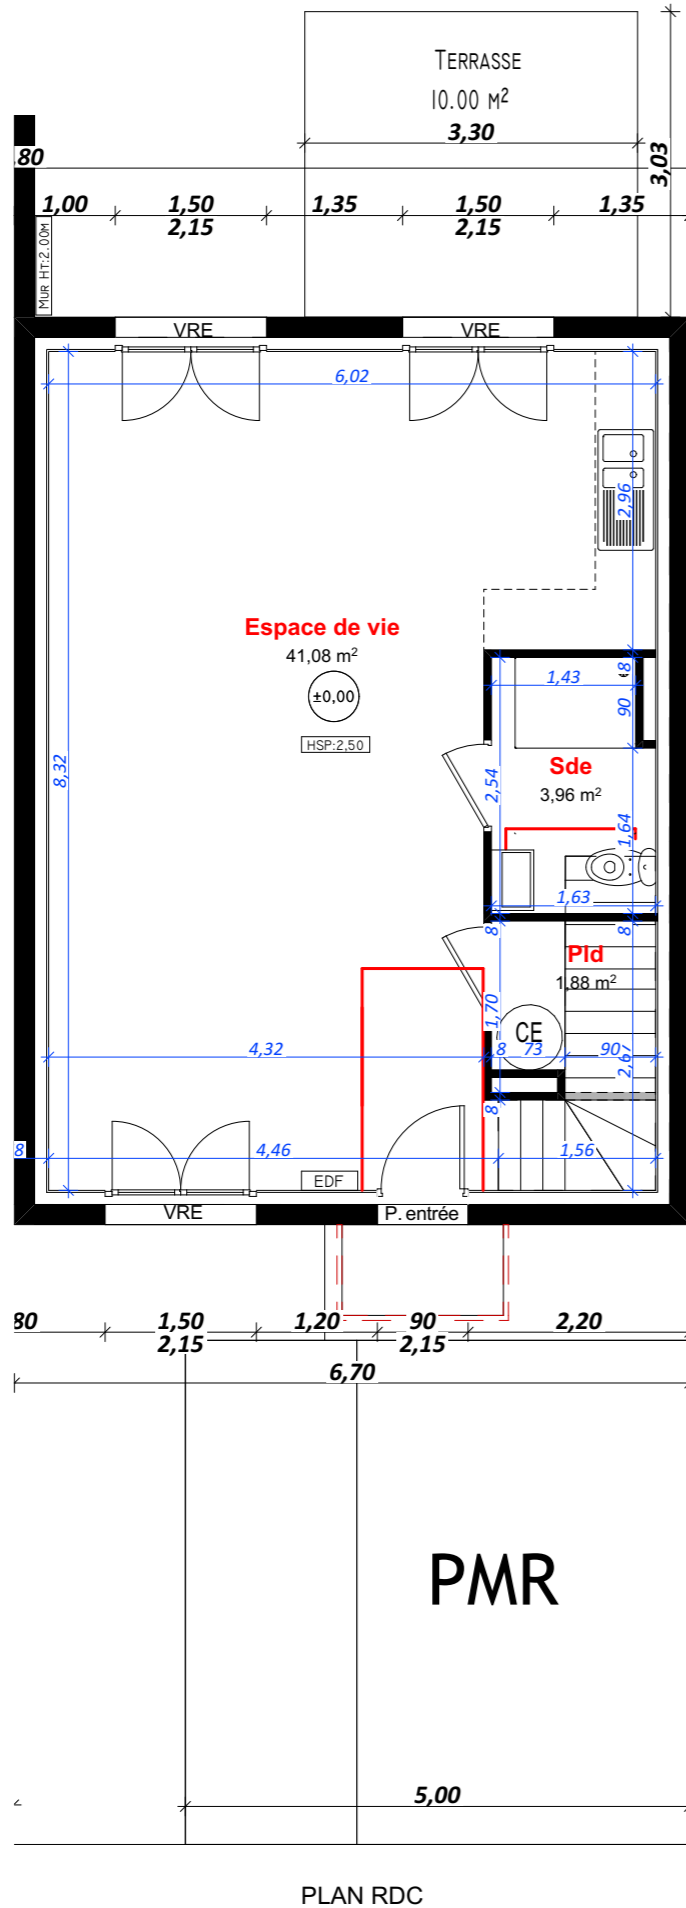 TERRASSE
10.00 M²
3,30
3,03
,80
1,00 1,50 1,35 1,50 1,35
2,15 2,15
MUR HT:2.00M
VRE VRE
6,02
2,96
Espace de vie
41,08 m²
±0,00
HSP:2,50
8,32
8
1,43
90
Sde
3,96 m²
2,54
1,64
1,63
8 8
Pld
1,88 m²
1,70
CE
4,32 8 73 90
2,67
8
8 4,46 1,56
EDF
VRE P. entrée
80 1,50 1,20 90 2,20
2,15 2,15
6,70
PMR
5,00
PLAN RDC